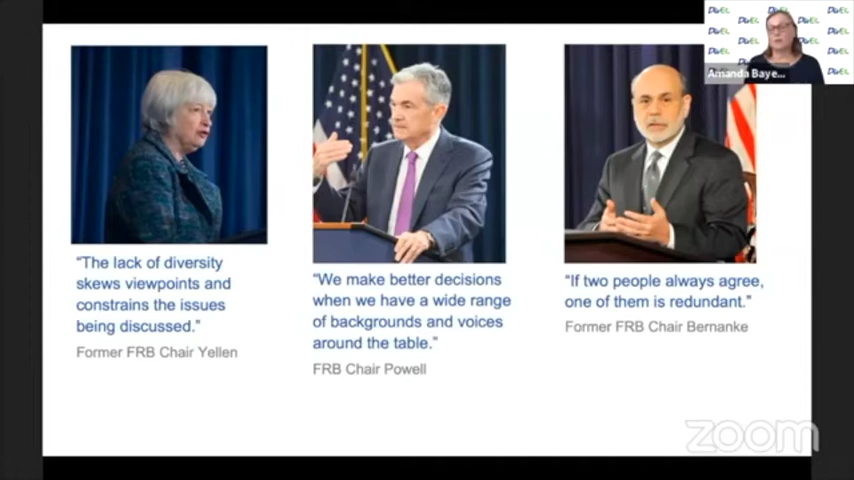 DivEL
Amanda Baye...
"The lack of diversity
skews viewpoints and
constrains the issues
being discussed."
Former FRB Chair Yellen
"We make better decisions
when we have a wide range
of backgrounds and voices
around the table."
FRB Chair Powell
"If two people always agree,
one of them is redundant."
Former FRB Chair Bernanke
zoom